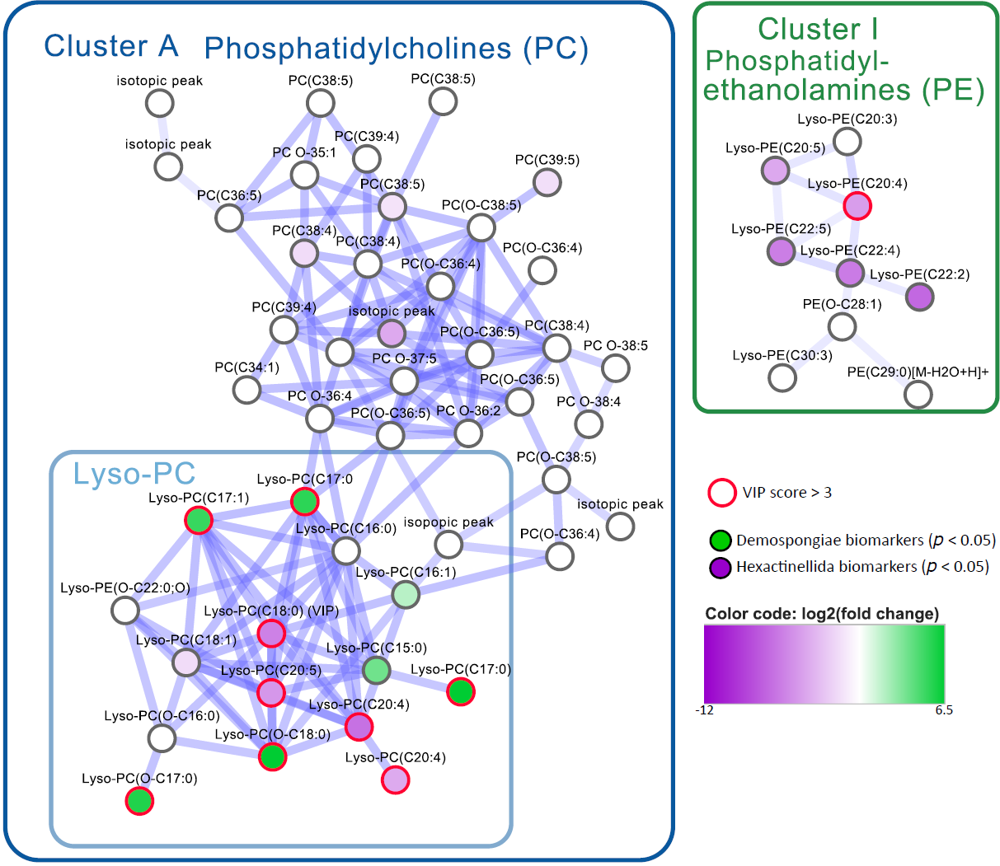 Cluster A Phosphatidylcholines (PC)
isotopic peak
PC(C38:5)
PC(C38:5)
isotopic peak
PC O-35:1
PC(C39:4)
PC(C39:5)
PC(C36:5)
PC(C38:5)
PC(O-C38:5)
PC(C38:4)
PC(C38:4)
PC(O-C36:4)
PC(O-C36:4)
PC(C39:4)
isotopic peak
PC(O-C36:5)
PC(C38:4)
PC O-38:5
PC(C34:1)
PC O-37:5
PC(O-C36:5)
PC O-36:4
PC(O-C36:5)
PC O-36:2
PC O-38:4
PC(O-C38:5)
isotopic peak
PC(O-C36:4)
isopopic peak
Lyso-PC
Lyso-PC(C17:0
Lyso-PC(C17:1)
Lyso-PC(C16:0)
Lyso-PC(C16:1)
Lyso-PE(O-C22:0;O)
Lyso-PC(C18:0) (VIP)
Lyso-PC(C18:1)
Lyso-PC(C15:0)
Lyso-PC(C20:5)
Lyso-PC(C17:0)
Lyso-PC(C20:4)
Lyso-PC(O-C16:0)
Lyso-PC(O-C18:0)
Lyso-PC(C20:4)
Lyso-PC(O-C17:0)
Cluster I
Phosphatidyl-
ethanolamines (PE)
Lyso-PE(C20:3)
Lyso-PE(C20:5)
Lyso-PE(C20:4)
Lyso-PE(C22:5)
Lyso-PE(C22:4)
Lyso-PE(C22:2)
PE(O-C28:1)
Lyso-PE(C30:3)
PE(C29:0)[M-H2O+H]+
VIP score > 3
Demospongiae biomarkers (p < 0.05)
Hexactinellida biomarkers (p < 0.05)
Color code: log2(fold change)
-12 6.5